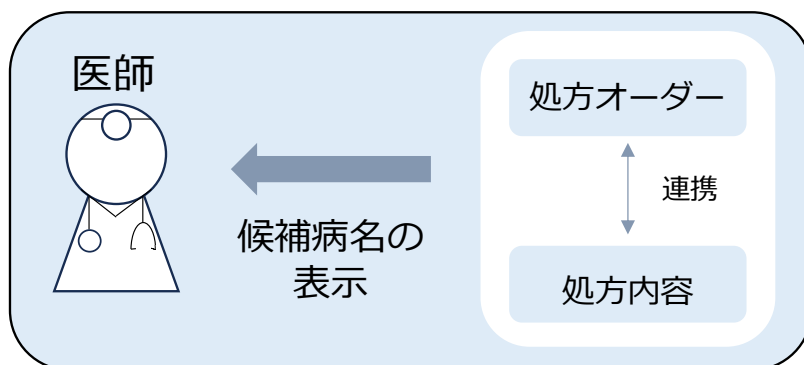 医師
処方オーダー
連携
候補病名の
表示
処方内容